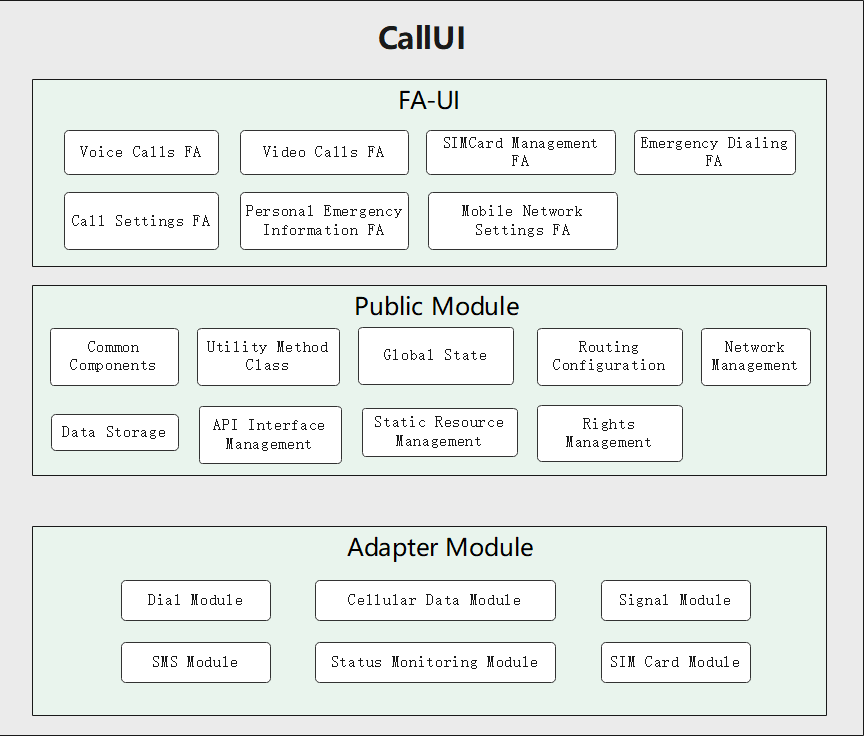 CallUI
FA-UI
Voice Calls FA
Video Calls FA
SIMCard Management
FA
Emergency Dialing
FA
Call Settings FA
Personal Emergency
Information FA
Mobile Network
Settings FA
Public Module
Common
Components
Utility Method
Class
Global State
Routing
Configuration
Network
Management
Data Storage
API Interface
Management
Static Resource
Management
Rights
Management
Adapter Module
Dial Module
Cellular Data Module
Signal Module
SMS Module
Status Monitoring Module
SIM Card Module